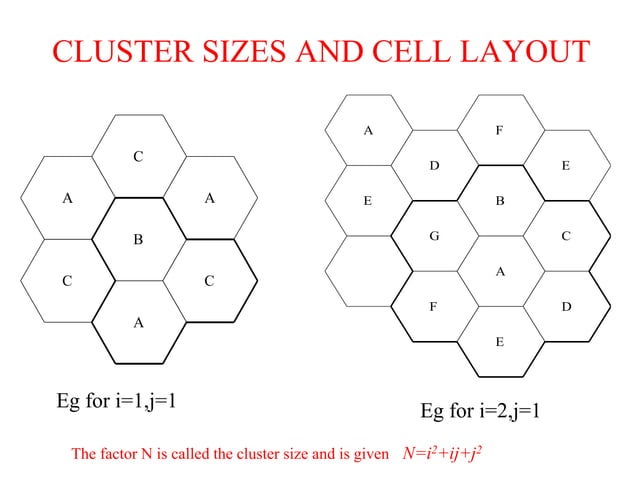 CLUSTER SIZES AND CELL LAYOUT
A F
C D E
A A E B
B G C
C C A
A F D
E
Eg for i=1,j=1
Eg for i=2,j=1
The factor N is called the cluster size and is given N=i²+ij+j²